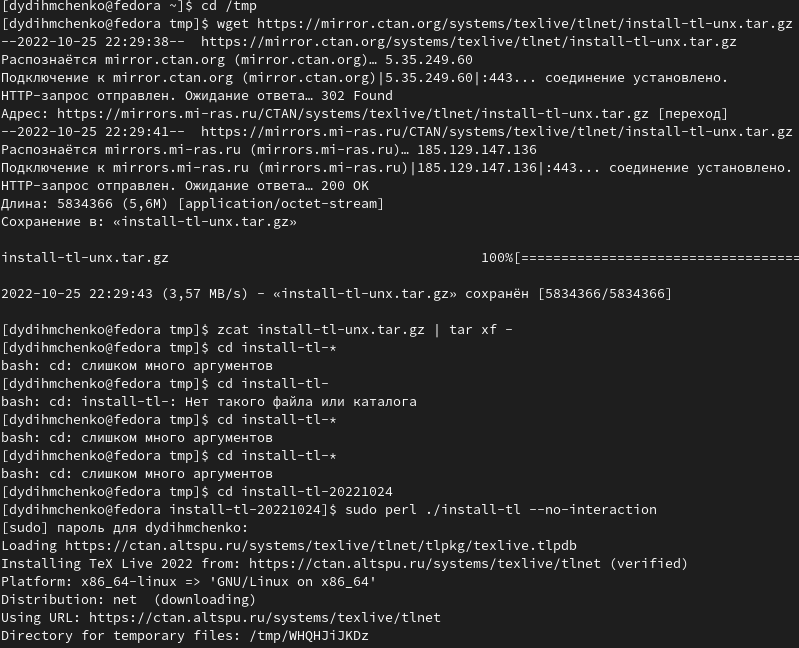 [dydihmchenko@fedora ~]$ cd /tmp
[dydihmchenko@fedora tmp]$ wget https://mirror.ctan.org/systems/texlive/tlnet/install-tl-unx.tar.gz
--2022-10-25 22:29:38--  https://mirror.ctan.org/systems/texlive/tlnet/install-tl-unx.tar.gz
Распознаётся mirror.ctan.org (mirror.ctan.org)… 5.35.249.60
Подключение к mirror.ctan.org (mirror.ctan.org)|5.35.249.60|:443... соединение установлено.
HTTP-запрос отправлен. Ожидание ответа… 302 Found
Адрес: https://mirrors.mi-ras.ru/CTAN/systems/texlive/tlnet/install-tl-unx.tar.gz [переход]
--2022-10-25 22:29:41--  https://mirrors.mi-ras.ru/CTAN/systems/texlive/tlnet/install-tl-unx.tar.gz
Распознаётся mirrors.mi-ras.ru (mirrors.mi-ras.ru)… 185.129.147.136
Подключение к mirrors.mi-ras.ru (mirrors.mi-ras.ru)|185.129.147.136|:443... соединение установлено.
HTTP-запрос отправлен. Ожидание ответа… 200 OK
Длина: 5834366 (5,6M) [application/octet-stream]
Сохранение в: «install-tl-unx.tar.gz»
install-tl-unx.tar.gz 100%[===================================
2022-10-25 22:29:43 (3,57 MB/s) - «install-tl-unx.tar.gz» сохранён [5834366/5834366]
[dydihmchenko@fedora tmp]$ zcat install-tl-unx.tar.gz | tar xf -
[dydihmchenko@fedora tmp]$ cd install-tl-*
bash: cd: слишком много аргументов
[dydihmchenko@fedora tmp]$ cd install-tl-
bash: cd: install-tl-: Нет такого файла или каталога
[dydihmchenko@fedora tmp]$ cd install-tl-*
bash: cd: слишком много аргументов
[dydihmchenko@fedora tmp]$ cd install-tl-*
bash: cd: слишком много аргументов
[dydihmchenko@fedora tmp]$ cd install-tl-20221024
[dydihmchenko@fedora install-tl-20221024]$ sudo perl ./install-tl --no-interaction
[sudo] пароль для dydihmchenko:
Loading https://ctan.altspu.ru/systems/texlive/tlnet/tlpkg/texlive.tlpdb
Installing TeX Live 2022 from: https://ctan.altspu.ru/systems/texlive/tlnet (verified)
Platform: x86_64-linux => 'GNU/Linux on x86_64'
Distribution: net  (downloading)
Using URL: https://ctan.altspu.ru/systems/texlive/tlnet
Directory for temporary files: /tmp/WHQHJiJKDz